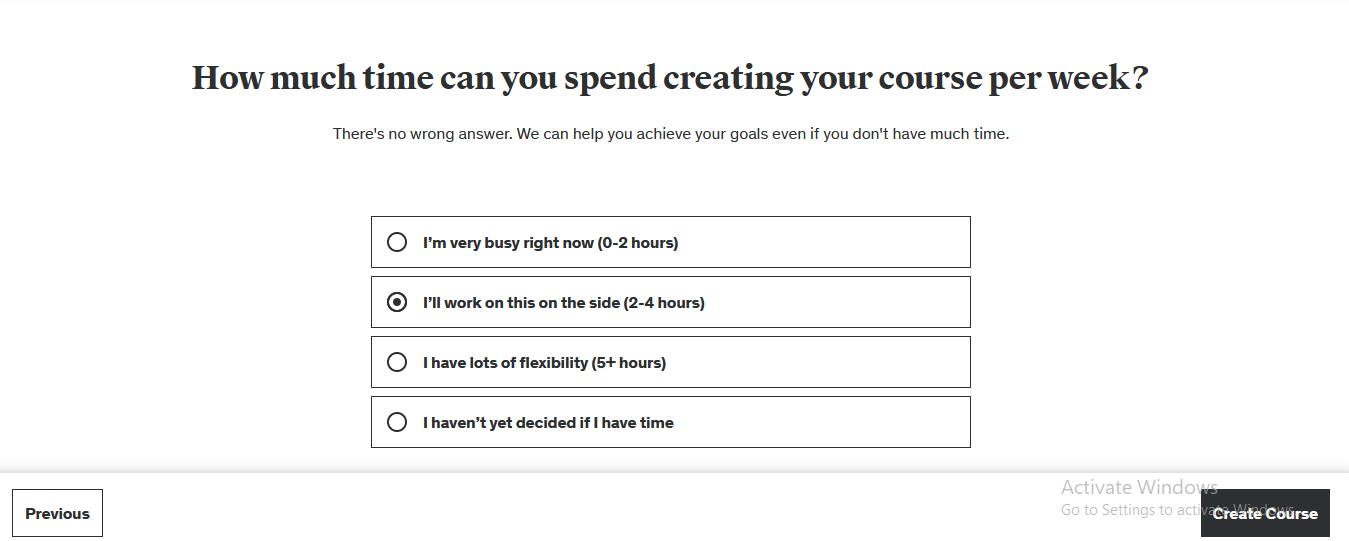 How much time can you spend creating your course per week?
There's no wrong answer. We can help you achieve your goals even if you don't have much time.
I’m very busy right now (0-2 hours)
I’ll work on this on the side (2-4 hours)
I have lots of flexibility (5+ hours)
I haven’t yet decided if I have time
Activate Windows
Go to Settings to activate Windows.
Previous
Create Course